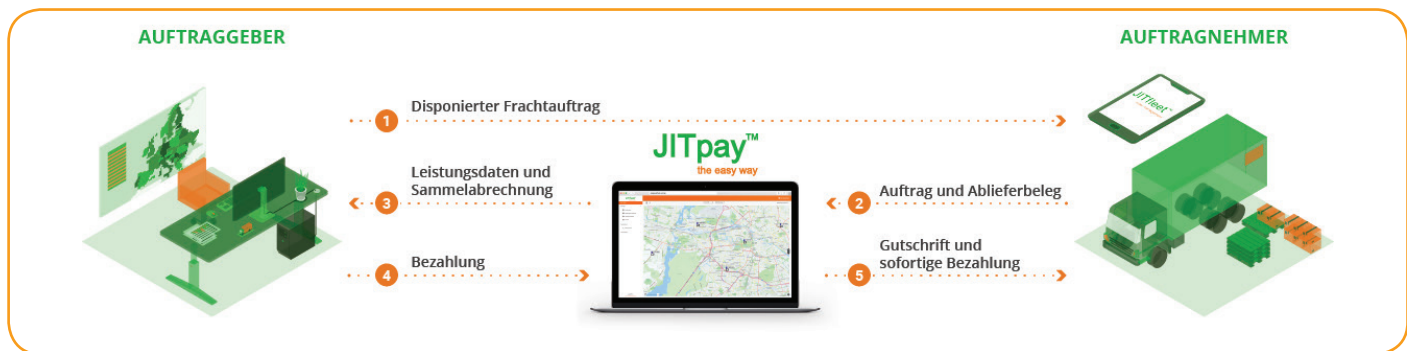 AUFTRAGGEBER
AUFTRAGNEHMER
1
Disponierter Frachtauftrag
JITfleet
JITpay™
the easy way
Leistungsdaten und
Sammelabrechnung
3
2
Auftrag und Ablieferbeleg
4
Bezahlung
Gutschrift und
sofortige Bezahlung
5